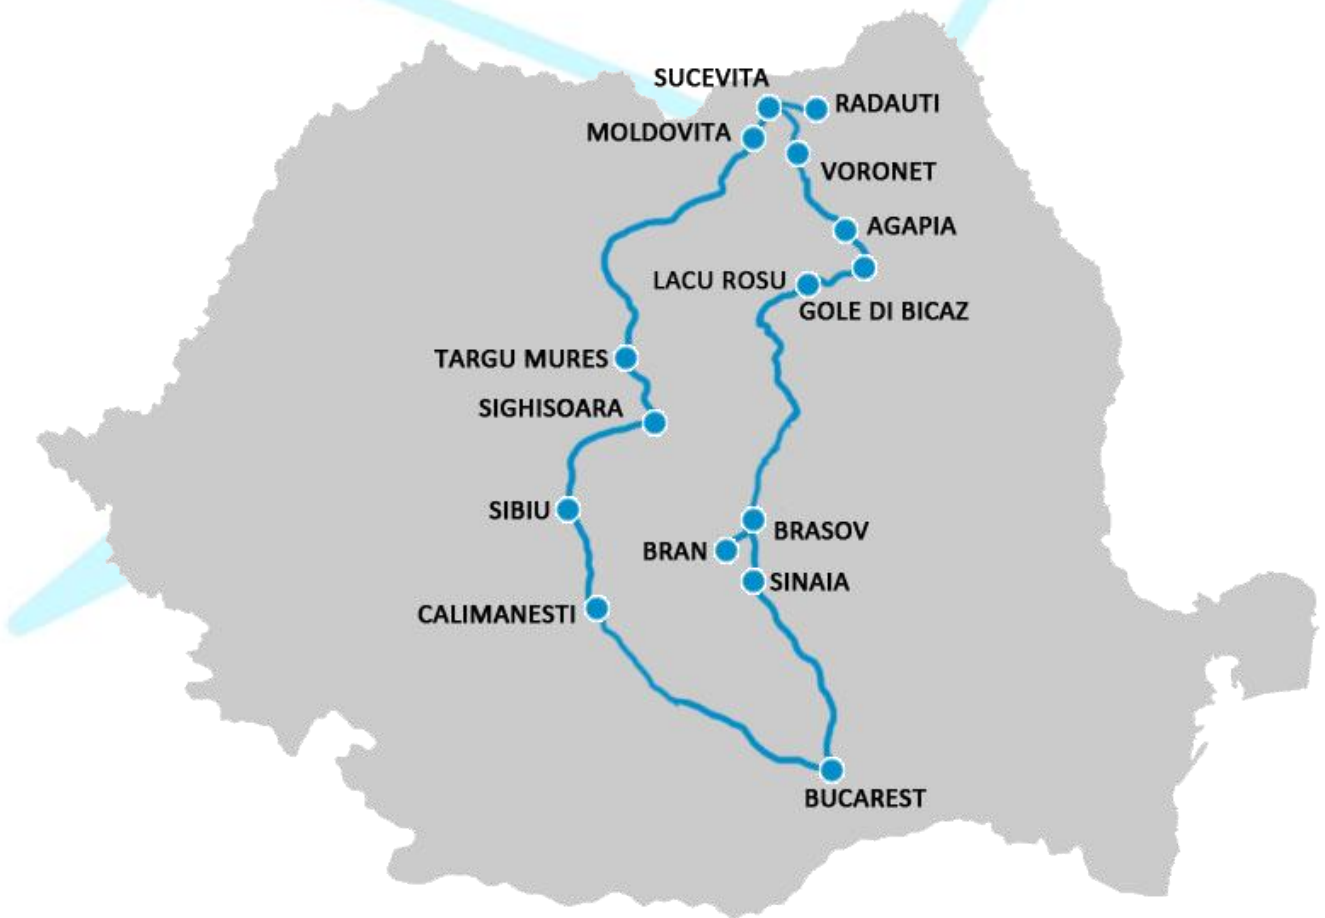 SUCEVITA
RADAUTI
MOLDOVITA
VORONET
AGAPIA
LACU ROSU
GOLE DI BICAZ
TARGU MURES
SIGHISOARA
SIBIU
BRASOV
BRAN
SINAIA
CALIMANESTI
BUCAREST